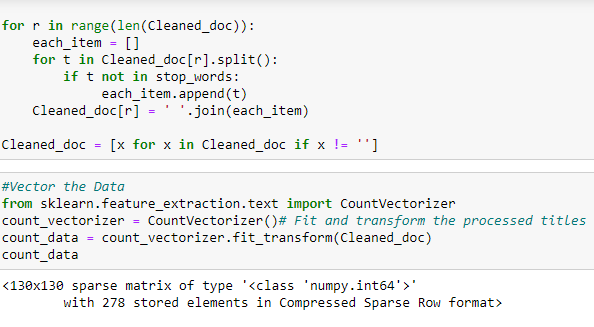 for r in range(len(Cleaned_doc)):
    each_item = []
    for t in Cleaned_doc[r].split():
        if t not in stop_words:
            each_item.append(t)
    Cleaned_doc[r] = ' '.join(each_item)

Cleaned_doc = [x for x in Cleaned_doc if x != '']
#Vector the Data
from sklearn.feature_extraction.text import CountVectorizer
count_vectorizer = CountVectorizer()# Fit and transform the processed titles
count_data = count_vectorizer.fit_transform(Cleaned_doc)
count_data
<130x130 sparse matrix of type '<class 'numpy.int64'>'
        with 278 stored elements in Compressed Sparse Row format>